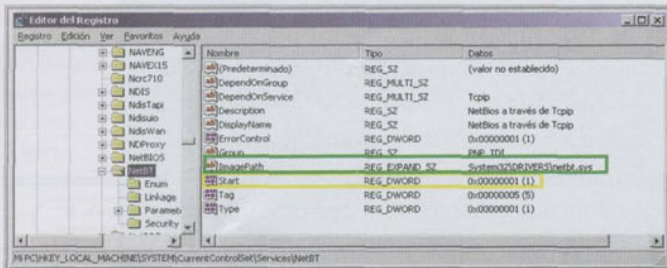 Editor del Registro
Registro Edición Ver Favoritos Ayuda
NAVENG
NAVEX15
Ncrc710
NDIS
NdisTapi
Ndisuio
NdisWan
NDProxy
NetBIOS
NetBT
Enum
Linkage
Paramet
Security
Nombre Tipo Datos
(Predeterminado) REG_SZ (valor no establecido)
DependOnGroup REG_MULTI_SZ
DependOnService REG_MULTI_SZ Tcpip
Description REG_SZ NetBios a través de Tcpip
DisplayName REG_SZ NetBios a través de Tcpip
ErrorControl REG_DWORD 0x00000001 (1)
Group REG_SZ PNP_TDI
ImagePath REG_EXPAND_SZ System32\DRIVERS\netbt.sys
Start REG_DWORD 0x00000001 (1)
Tag REG_DWORD 0x00000005 (5)
Type REG_DWORD 0x00000001 (1)
Mi PC\HKEY_LOCAL_MACHINE\SYSTEM\CurrentControlSet\Services\NetBT